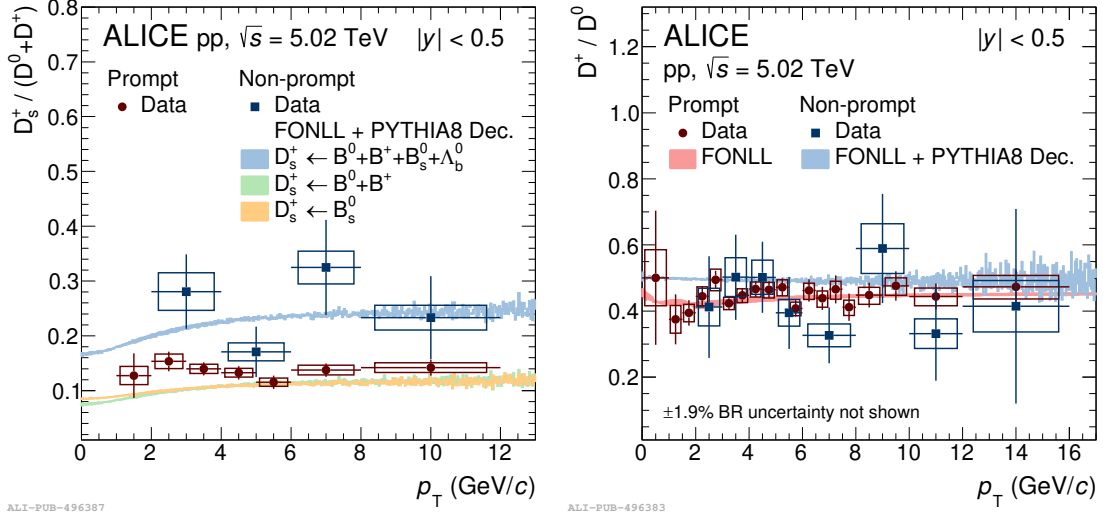 ALICE pp, √s = 5.02 TeV |y| < 0.5
Prompt Non-prompt
Data Data
FONLL + PYTHIA8 Dec.
D_s^+ ← B^0+B^++B_s^0+Λ_b^0
D_s^+ ← B^0+B^+
D_s^+ ← B_s^0
D_s^+ / (D^0+D^+)
0.8
0.7
0.6
0.5
0.4
0.3
0.2
0.1
0 2 4 6 8 10 12
p_T (GeV/c)
ALI-PUB-496387
ALICE |y| < 0.5
pp, √s = 5.02 TeV
Prompt Non-prompt
Data Data
FONLL FONLL + PYTHIA8 Dec.
D^+ / D^0
1.2
1.0
0.8
0.6
0.4
0.2
±1.9% BR uncertainty not shown
0 2 4 6 8 10 12 14 16
p_T (GeV/c)
ALI-PUB-496383